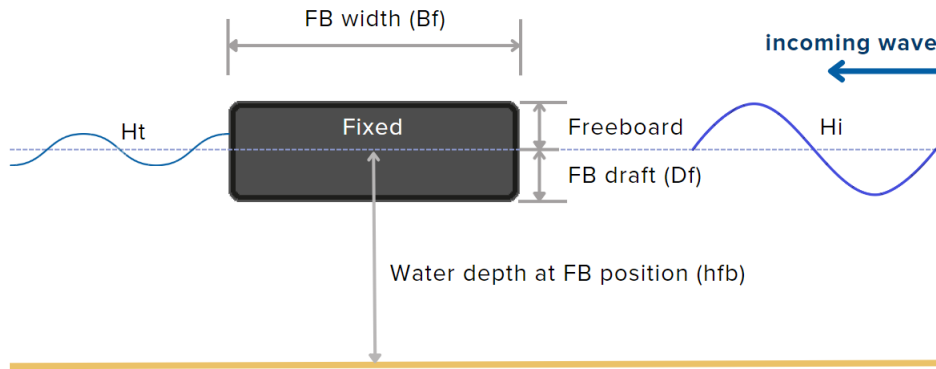 FB width (Bf)
incoming wave
Ht
Fixed
Freeboard
Hi
FB draft (Df)
Water depth at FB position (hfb)